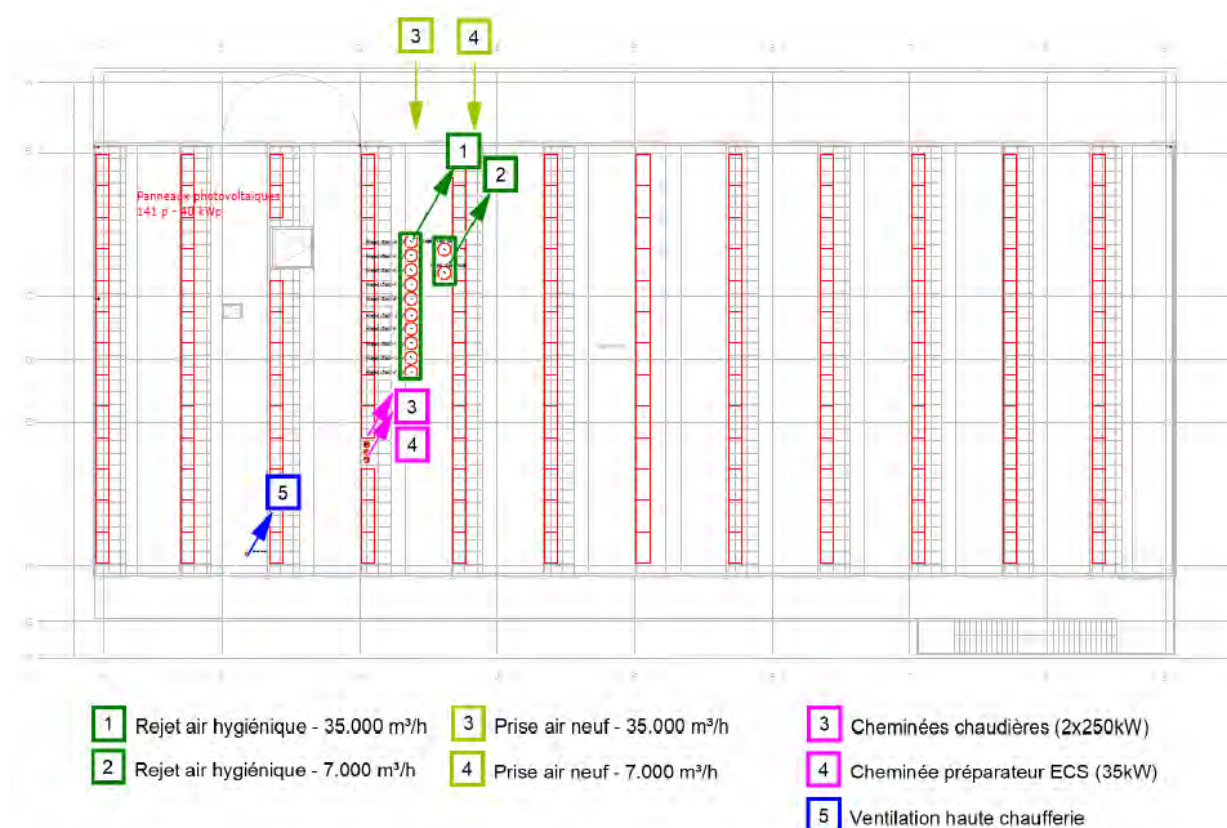 3
4
1
2
Panneaux photovoltaiques
141 p - 40 kWp
3
4
5
1 Rejet air hygiénique - 35.000 m³/h
3 Prise air neuf - 35.000 m³/h
3 Cheminées chaudières (2x250kW)
2 Rejet air hygiénique - 7.000 m³/h
4 Prise air neuf - 7.000 m³/h
4 Cheminée préparateur ECS (35kW)
5 Ventilation haute chaufferie